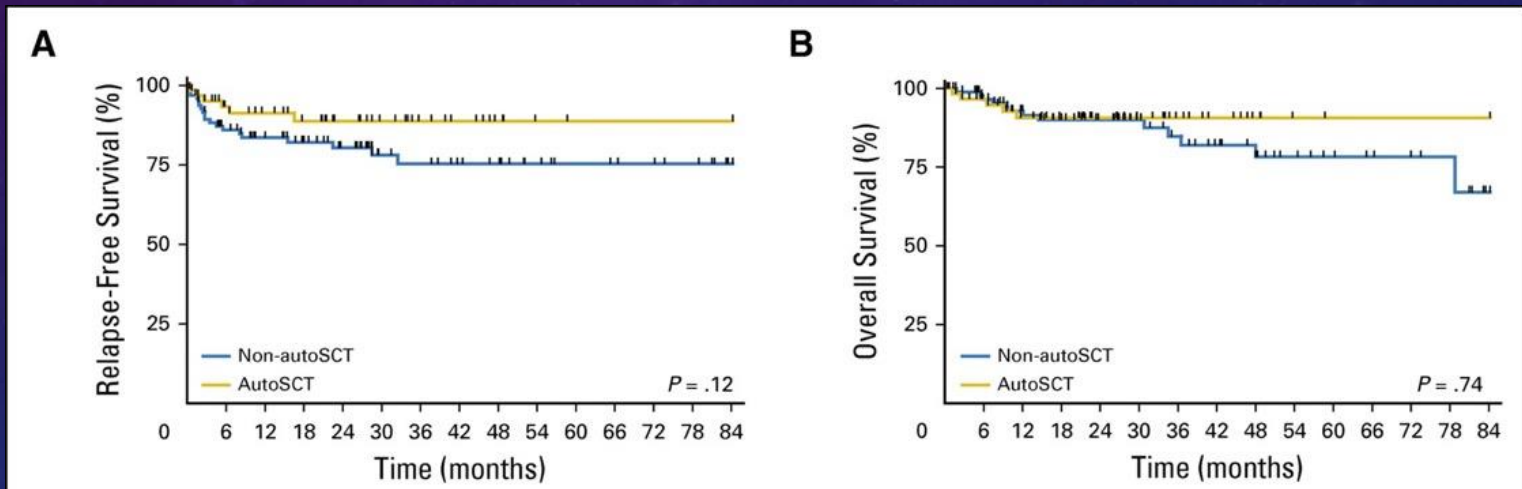 A
Relapse-Free Survival (%)
100
75
50
25
Non-autoSCT
AutoSCT
P = .12
0 6 12 18 24 30 36 42 48 54 60 66 72 78 84
Time (months)
B
Overall Survival (%)
100
75
50
25
Non-autoSCT
AutoSCT
P = .74
0 6 12 18 24 30 36 42 48 54 60 66 72 78 84
Time (months)